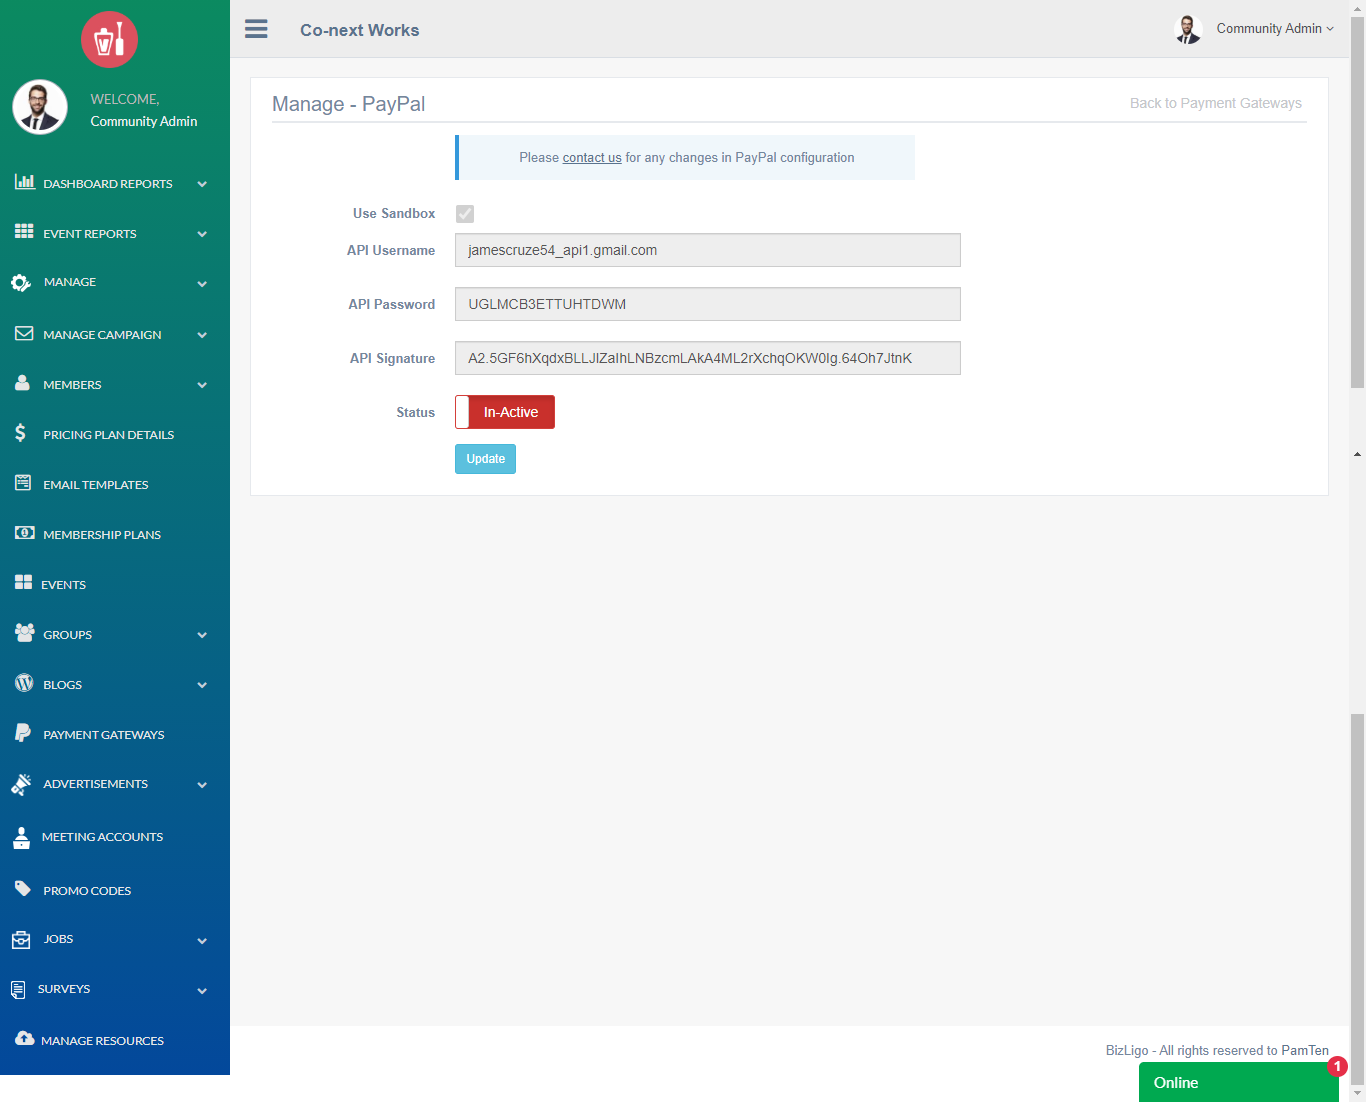 Co-next Works
Community Admin
WELCOME,
Community Admin
DASHBOARD REPORTS
EVENT REPORTS
MANAGE
MANAGE CAMPAIGN
MEMBERS
PRICING PLAN DETAILS
EMAIL TEMPLATES
MEMBERSHIP PLANS
EVENTS
GROUPS
BLOGS
PAYMENT GATEWAYS
ADVERTISEMENTS
MEETING ACCOUNTS
PROMO CODES
JOBS
SURVEYS
MANAGE RESOURCES
Manage - PayPal
Back to Payment Gateways
Please contact us for any changes in PayPal configuration
Use Sandbox
API Username
jamescruze54_api1.gmail.com
API Password
UGLMCB3ETTUHTDWM
API Signature
A2.5GF6hXqdxBLLJIZaIhLNBzcmLAkA4ML2rXchqOKW0Ig.64Oh7JtnK
Status
In-Active
Update
BizLigo - All rights reserved to PamTen
1
Online